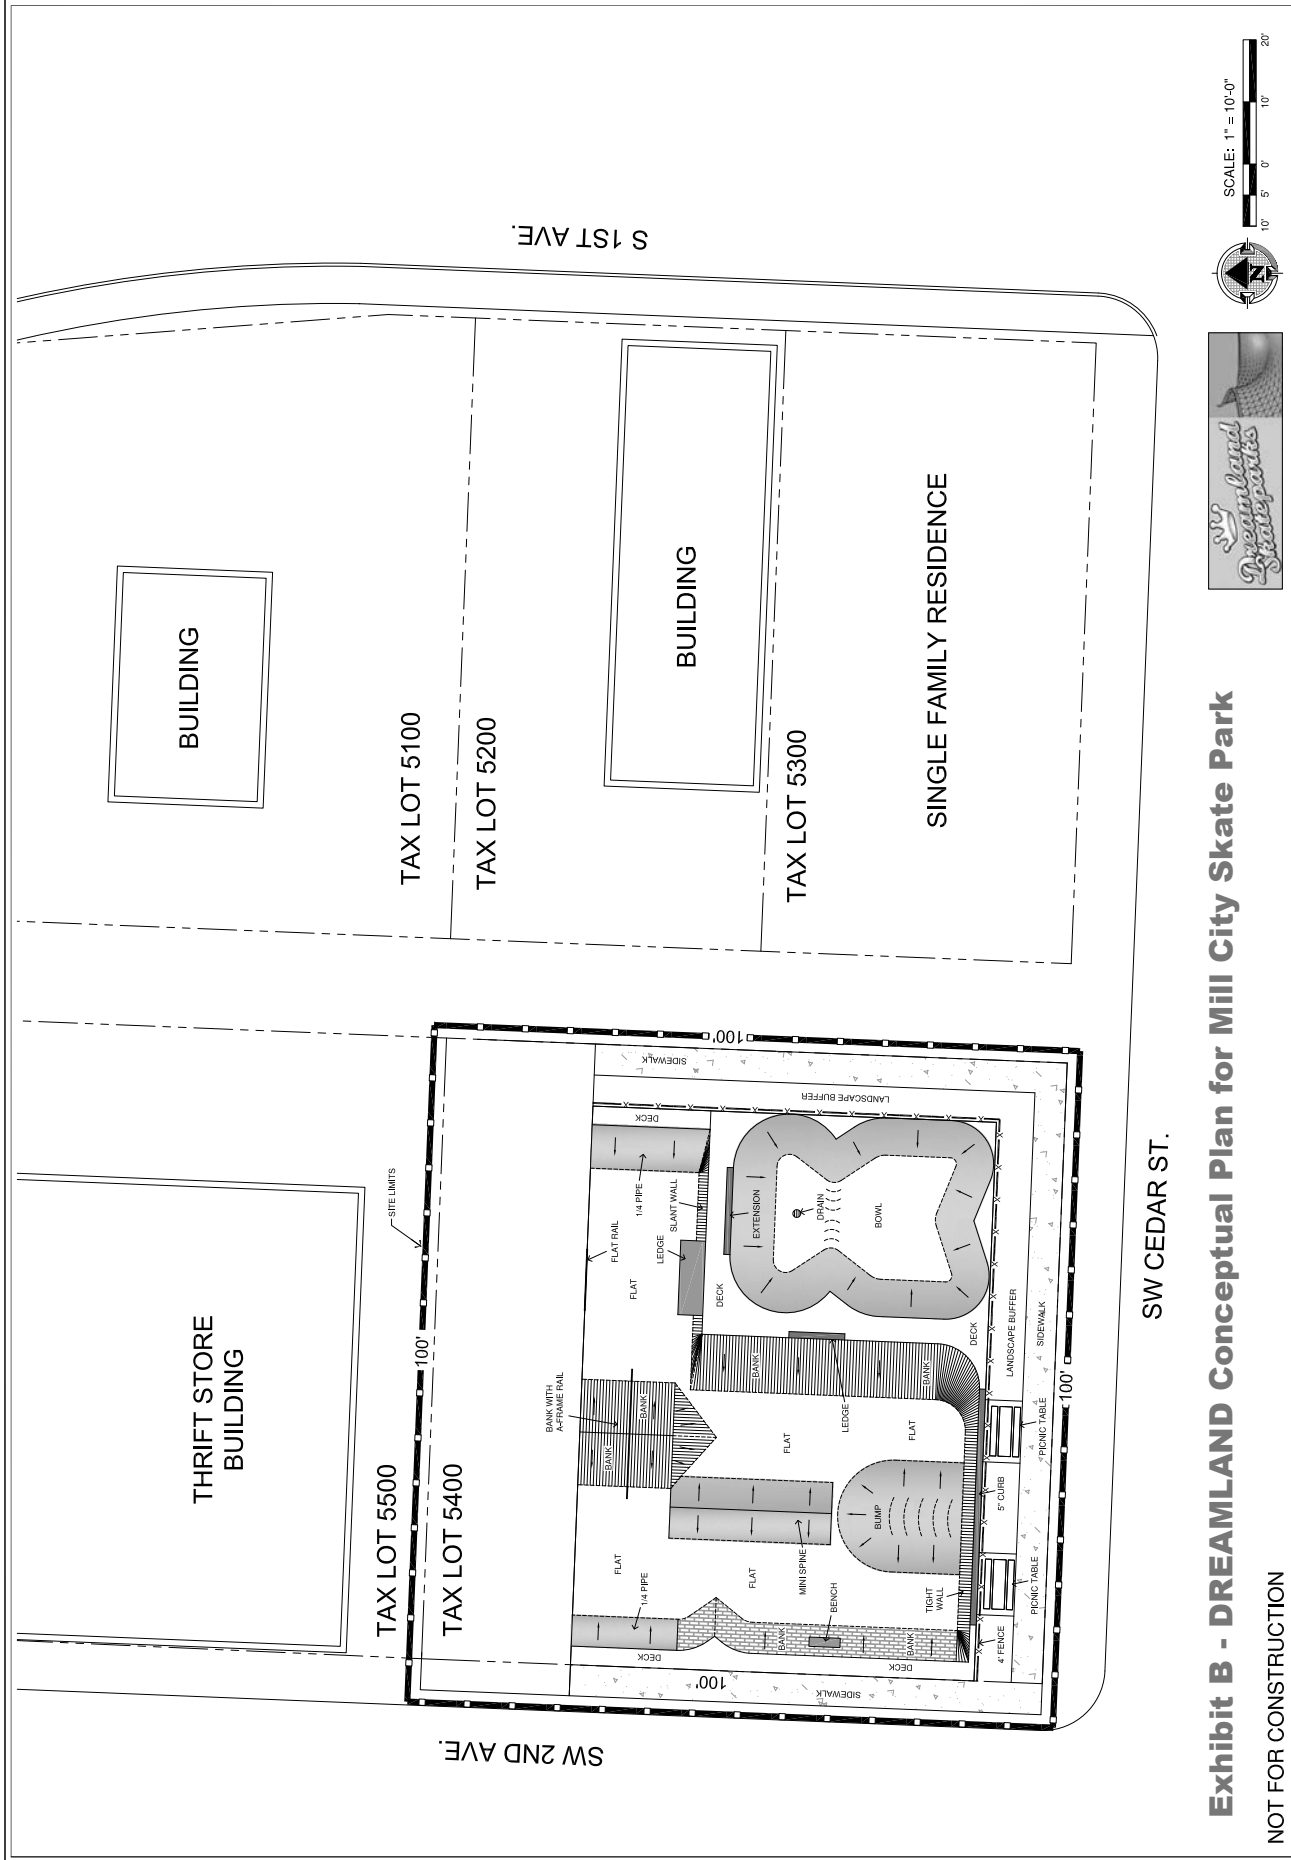 THRIFT STORE
BUILDING
BUILDING
SITE LIMITS
TAX LOT 5500
TAX LOT 5400
TAX LOT 5100
TAX LOT 5200
100'
SW 2ND AVE.
S 1ST AVE.
BUILDING
TAX LOT 5300
SINGLE FAMILY RESIDENCE
BANK WITH
A-FRAME RAIL
FLAT RAIL
1/4 PIPE
DECK
SIDEWALK
100'
FLAT
1/4 PIPE
BANK
BANK
FLAT
LEDGE
SLANT WALL
DECK
100'
FLAT
MINI SPINE
FLAT
BANK
DECK
EXTENSION
DRAIN
LANDSCAPE BUFFER
BANK
BENCH
LEDGE
BOWL
SIDEWALK
DECK
BANK
BUMP
FLAT
BANK
TIGHT
WALL
DECK
4' FENCE
5" CURB
LANDSCAPE BUFFER
PICNIC TABLE
PICNIC TABLE
SIDEWALK
100'
SW CEDAR ST.
Exhibit B - DREAMLAND Conceptual Plan for Mill City Skate Park
NOT FOR CONSTRUCTION
Dreamland
Skateparks
N
SCALE: 1" = 10'-0"
10' 5' 0' 10' 20'